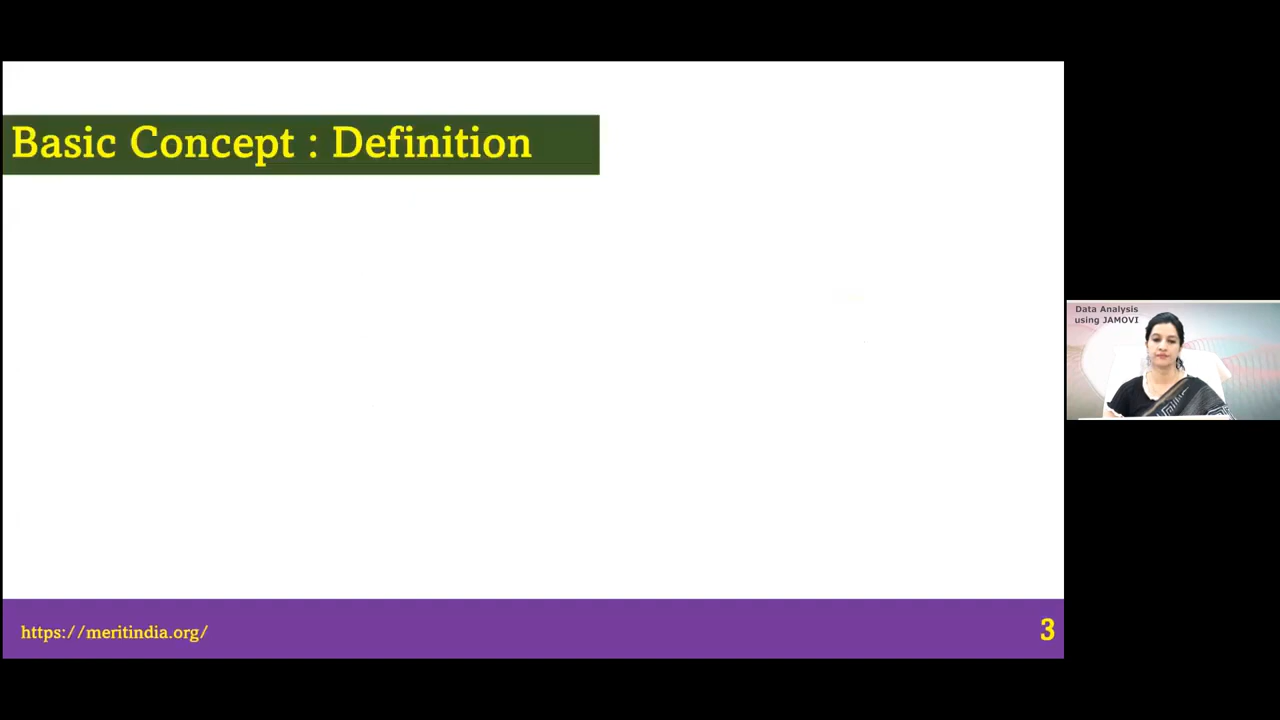 Basic Concept : Definition
Data Analysis
using JAMOVI
https://meritindia.org/
3